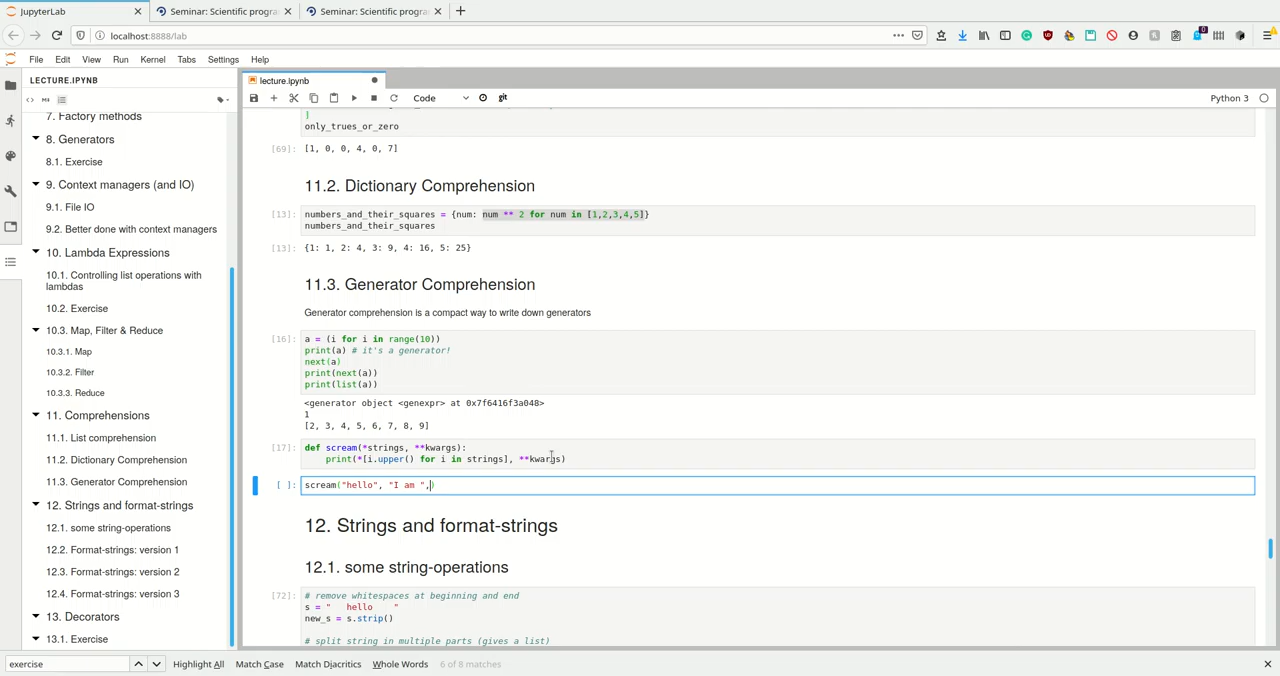 JupyterLab
Seminar: Scientific progra
Seminar: Scientific progra
localhost:8888/lab
File Edit View Run Kernel Tabs Settings Help
LECTURE.IPYNB
lecture.ipynb
Code
git
Python 3
7. Factory methods
8. Generators
8.1. Exercise
9. Context managers (and IO)
9.1. File IO
9.2. Better done with context managers
10. Lambda Expressions
10.1. Controlling list operations with
lambdas
10.2. Exercise
10.3. Map, Filter & Reduce
10.3.1. Map
10.3.2. Filter
10.3.3. Reduce
11. Comprehensions
11.1. List comprehension
11.2. Dictionary Comprehension
11.3. Generator Comprehension
12. Strings and format-strings
12.1. some string-operations
12.2. Format-strings: version 1
12.3. Format-strings: version 2
12.4. Format-strings: version 3
13. Decorators
13.1. Exercise
]
only_trues_or_zero
[69]: [1, 0, 0, 4, 0, 7]
11.2. Dictionary Comprehension
[13]: numbers_and_their_squares = {num: num ** 2 for num in [1,2,3,4,5]}
numbers_and_their_squares
[13]: {1: 1, 2: 4, 3: 9, 4: 16, 5: 25}
11.3. Generator Comprehension
Generator comprehension is a compact way to write down generators
[16]: a = (i for i in range(10))
print(a) # it's a generator!
next(a)
print(next(a))
print(list(a))
<generator object <genexpr> at 0x7f6416f3a048>
1
[2, 3, 4, 5, 6, 7, 8, 9]
[17]: def scream(*strings, **kwargs):
print(*[i.upper() for i in strings], **kwargs)
[ ]: scream("hello", "I am ",)
12. Strings and format-strings
12.1. some string-operations
[72]: # remove whitespaces at beginning and end
s = "   hello    "
new_s = s.strip()
# split string in multiple parts (gives a list)
exercise
Highlight All Match Case Match Diacritics Whole Words 6 of 8 matches